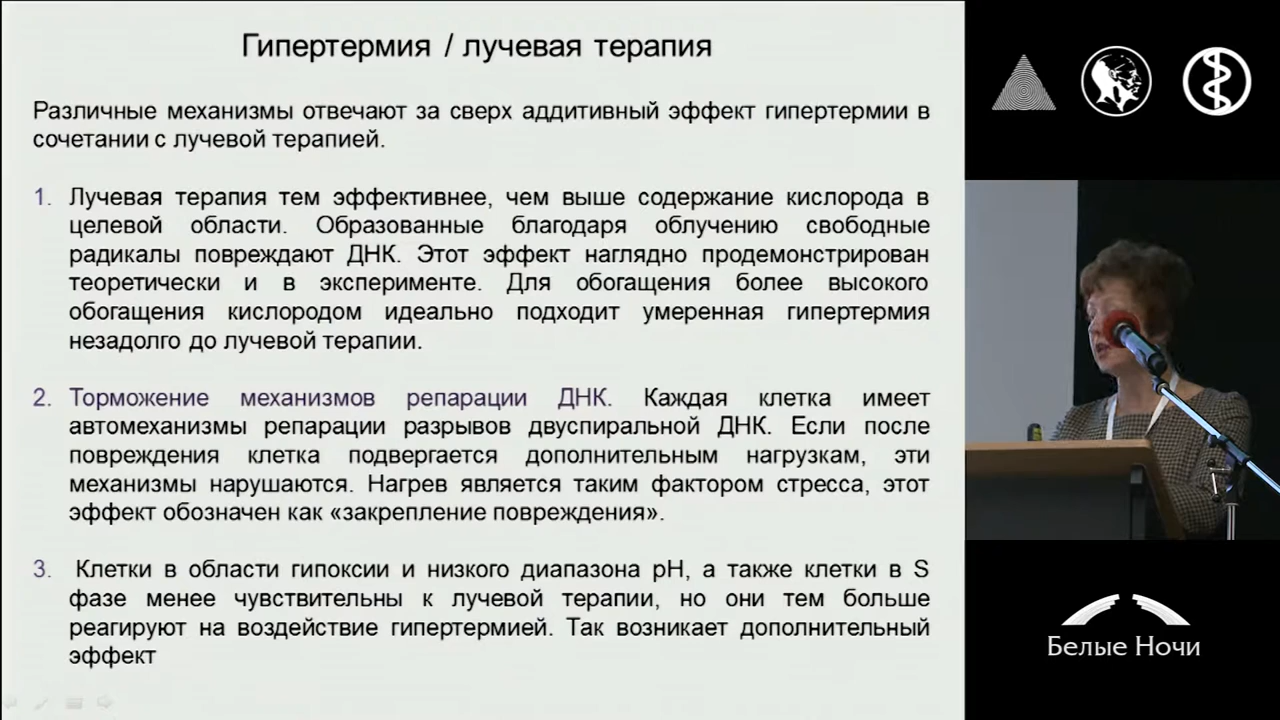 Гипертермия / лучевая терапия
Различные механизмы отвечают за сверх аддитивный эффект гипертермии в
сочетании с лучевой терапией.
1. Лучевая терапия тем эффективнее, чем выше содержание кислорода в
целевой области. Образованные благодаря облучению свободные
радикалы повреждают ДНК. Этот эффект наглядно продемонстрирован
теоретически и в эксперименте. Для обогащения более высокого
обогащения кислородом идеально подходит умеренная гипертермия
незадолго до лучевой терапии.
2. Торможение механизмов репарации ДНК. Каждая клетка имеет
автомеханизмы репарации разрывов двуспиральной ДНК. Если после
повреждения клетка подвергается дополнительным нагрузкам, эти
механизмы нарушаются. Нагрев является таким фактором стресса, этот
эффект обозначен как «закрепление повреждения».
3. Клетки в области гипоксии и низкого диапазона pH, а также клетки в S
фазе менее чувствительны к лучевой терапии, но они тем больше
реагируют на воздействие гипертермией. Так возникает дополнительный
эффект
Белые Ночи